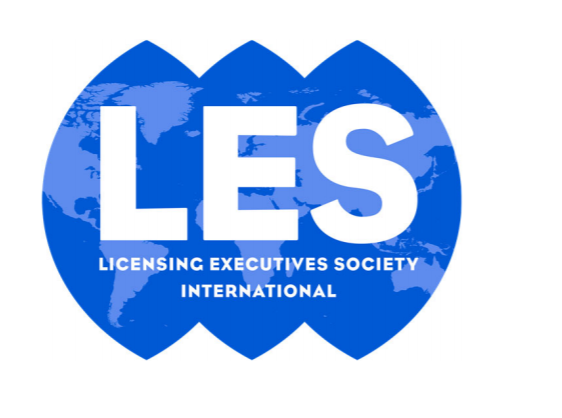 LES
LICENSING EXECUTIVES SOCIETY
INTERNATIONAL